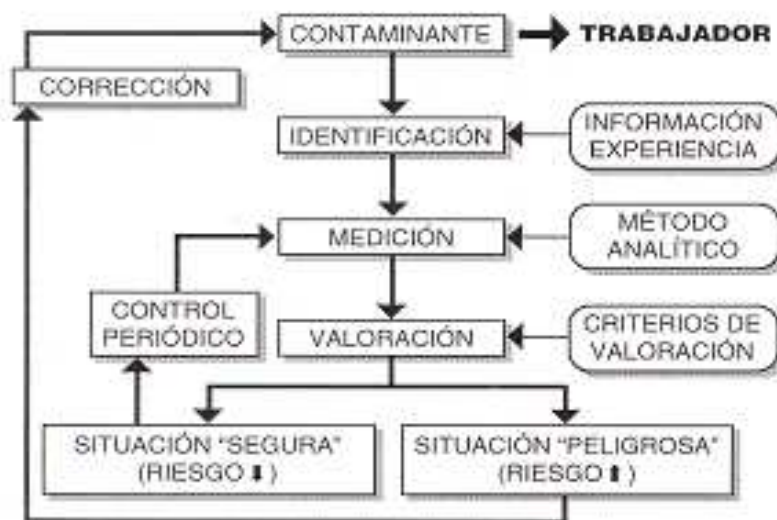 CONTAMINANTE
TRABAJADOR
CORRECCIÓN
IDENTIFICACIÓN
INFORMACIÓN
EXPERIENCIA
MEDICIÓN
MÉTODO
ANALÍTICO
CONTROL
PERIÓDICO
VALORACIÓN
CRITERIOS DE
VALORACIÓN
SITUACIÓN "SEGURA"
(RIESGO ⬇)
SITUACIÓN "PELIGROSA"
(RIESGO ⬆)